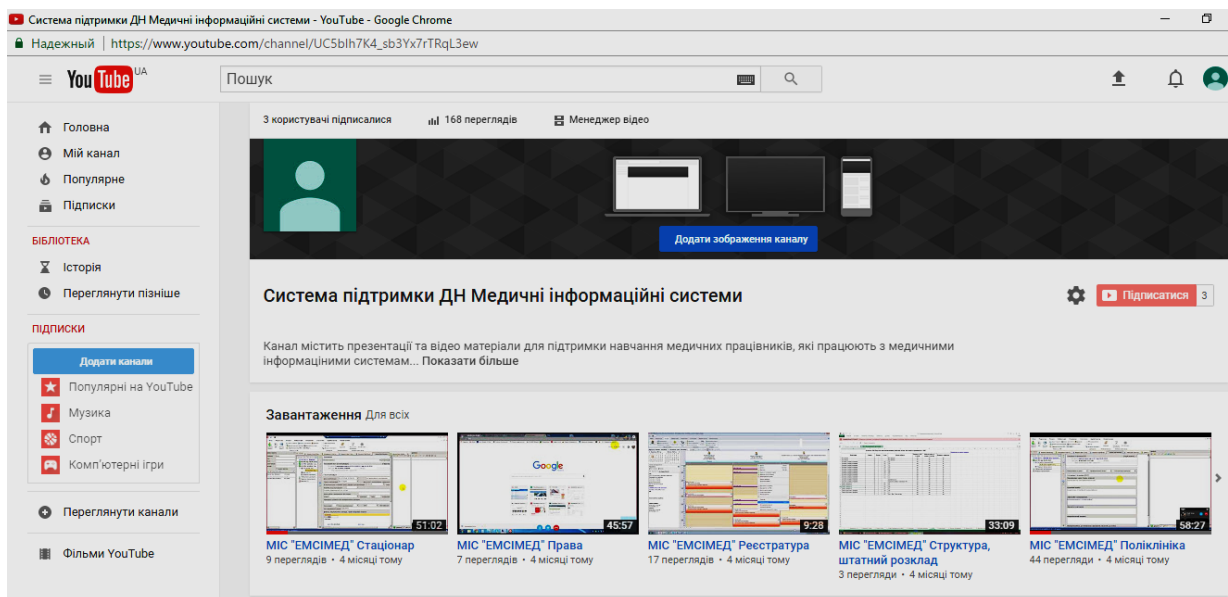 Система підтримки ДН Медичні інформаційні системи - YouTube - Google Chrome
Надежный | https://www.youtube.com/channel/UC5blh7K4_sb3Yx7rTRqL3ew
YouTube UA
Пошук
3 користувачі підписалися 168 переглядів Менеджер відео
Головна
Мій канал
Популярне
Підписки
БІБЛІОТЕКА
Історія
Переглянути пізніше
ПІДПИСКИ
Додати канали
Популярні на YouTube
Музика
Спорт
Комп'ютерні ігри
Переглянути канали
Фільми YouTube
Додати зображення каналу
Система підтримки ДН Медичні інформаційні системи
Підписатися 3
Канал містить презентації та відео матеріали для підтримки навчання медичних працівників, які працюють з медичними
інформаціними системам... Показати більше
Завантаження Для всіх
Google
51:02
МІС "ЕМСІМЕД" Стаціонар
9 переглядів • 4 місяці тому
45:57
МІС "ЕМСІМЕД" Права
7 переглядів • 4 місяці тому
9:28
МІС "ЕМСІМЕД" Реєстратура
17 переглядів • 4 місяці тому
33:09
МІС "ЕМСІМЕД" Структура,
штатний розклад
3 перегляди • 4 місяці тому
58:27
МІС "ЕМСІМЕД" Поліклініка
44 перегляди • 4 місяці тому